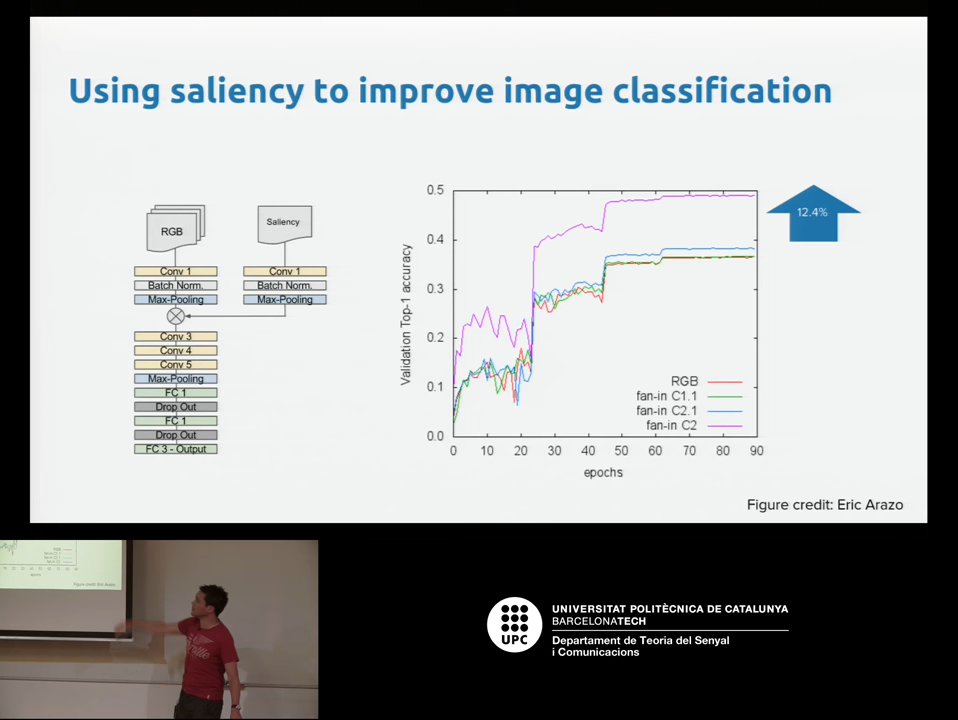 Using saliency to improve image classification
RGB
Saliency
Conv 1
Batch Norm.
Max-Pooling
Conv 1
Batch Norm.
Max-Pooling
Conv 3
Conv 4
Conv 5
Max-Pooling
FC 1
Drop Out
FC 1
Drop Out
FC 3 - Output
Validation Top-1 accuracy
0.5
0.4
0.3
0.2
0.1
0.0
0 10 20 30 40 50 60 70 80 90
epochs
RGB
fan-in C1.1
fan-in C2.1
fan-in C2
12.4%
Figure credit: Eric Arazo
UPC
UNIVERSITAT POLITÈCNICA DE CATALUNYA
BARCELONATECH
Departament de Teoria del Senyal
i Comunicacions